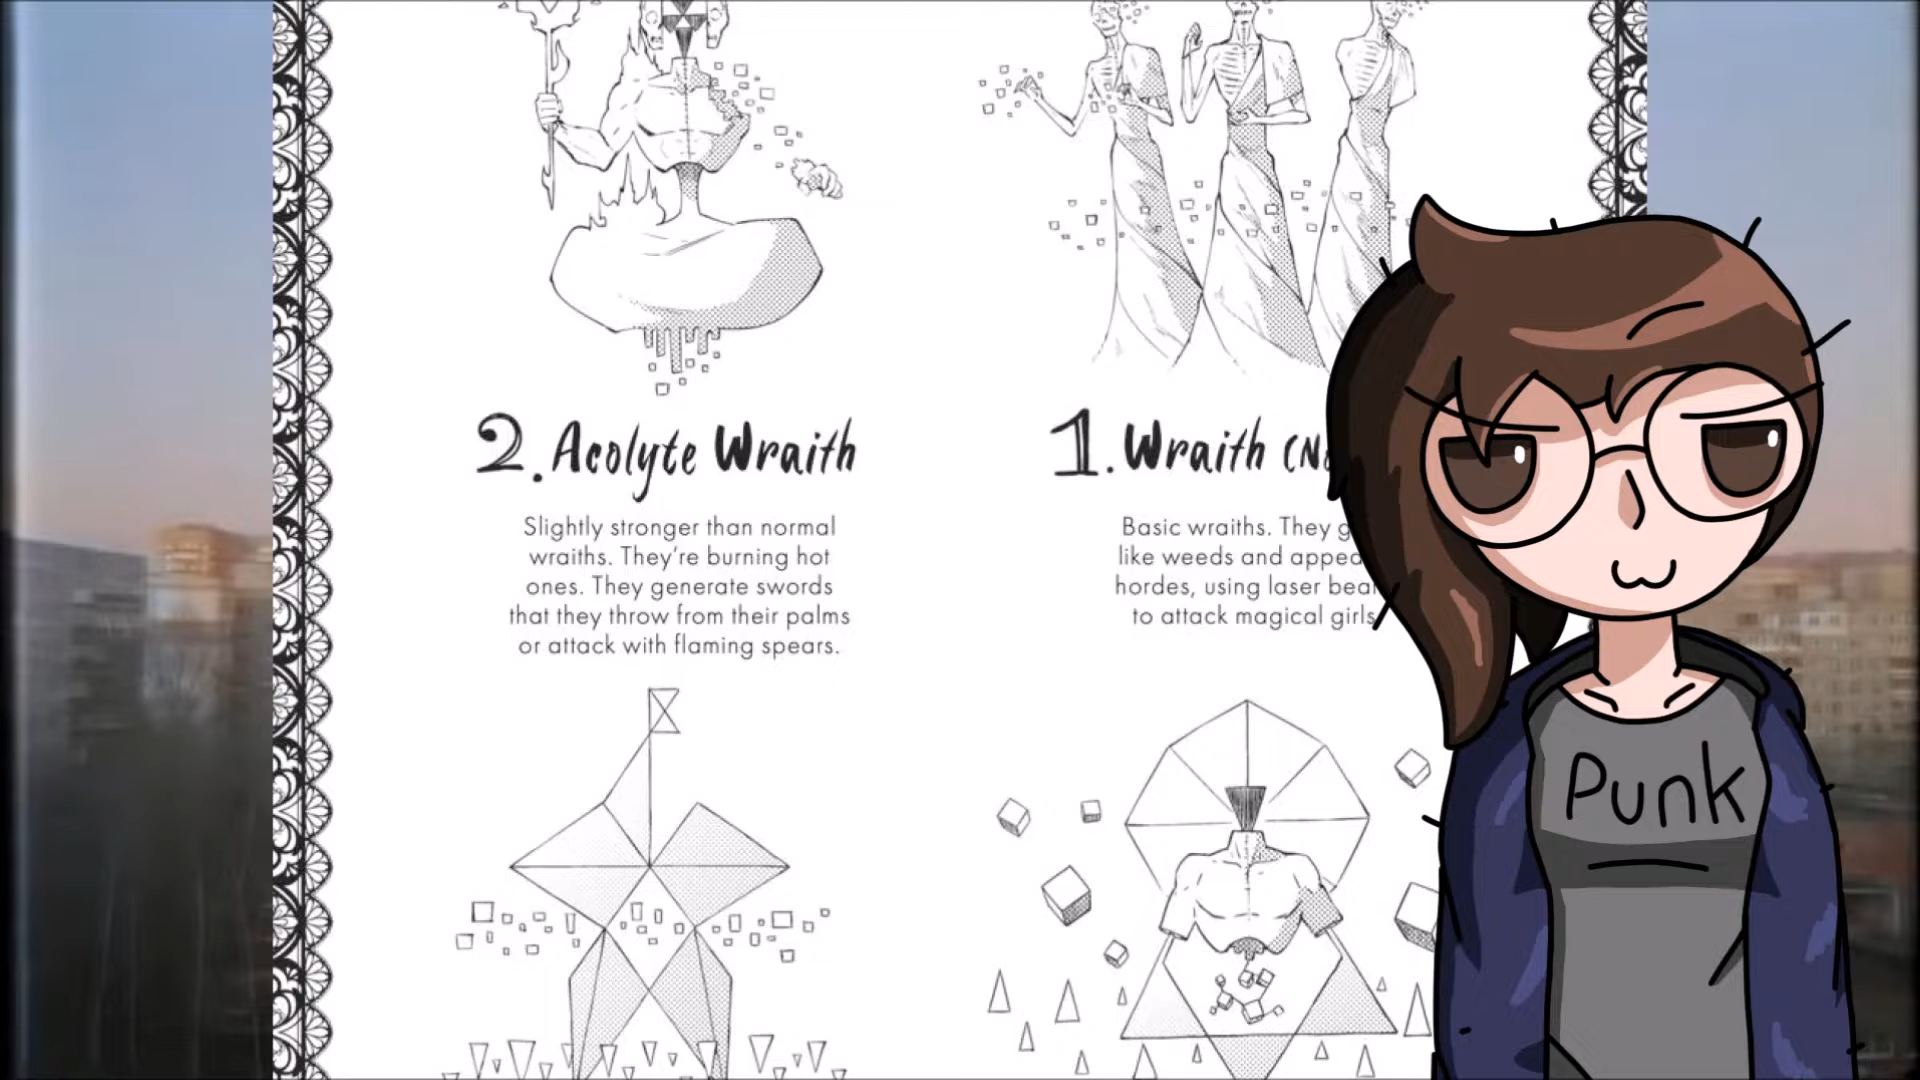 2. Acolyte Wraith
Slightly stronger than normal
wraiths. They're burning hot
ones. They generate swords
that they throw from their palms
or attack with flaming spears.
1. Wraith
Basic wraiths. They
like weeds and
hordes, using laser
to attack magical girls
Punk